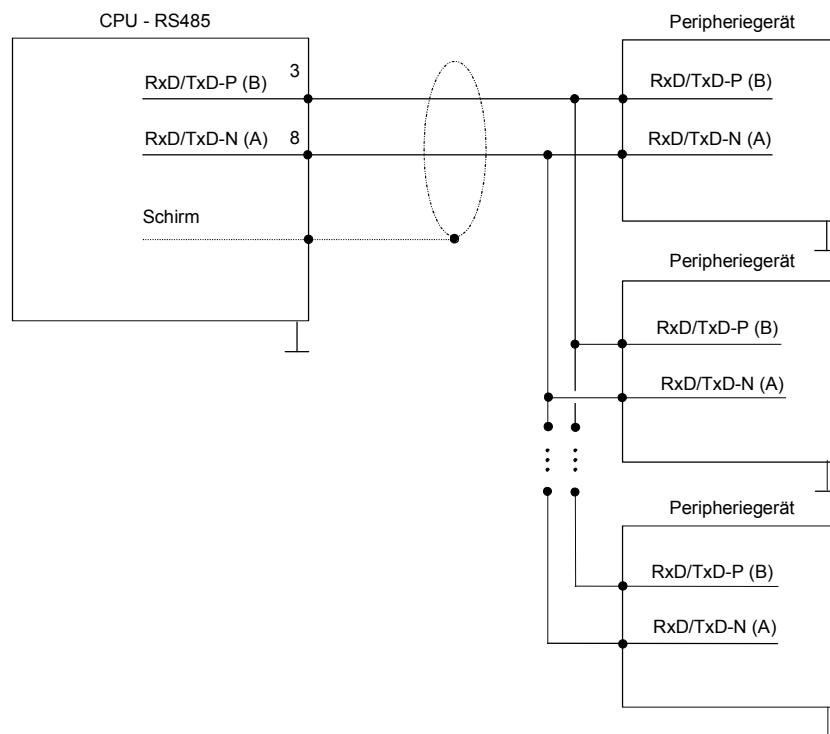 CPU - RS485
RxD/TxD-P (B)
3
RxD/TxD-N (A)
8
Schirm
Peripheriegerät
RxD/TxD-P (B)
RxD/TxD-N (A)
Peripheriegerät
RxD/TxD-P (B)
RxD/TxD-N (A)
Peripheriegerät
RxD/TxD-P (B)
RxD/TxD-N (A)